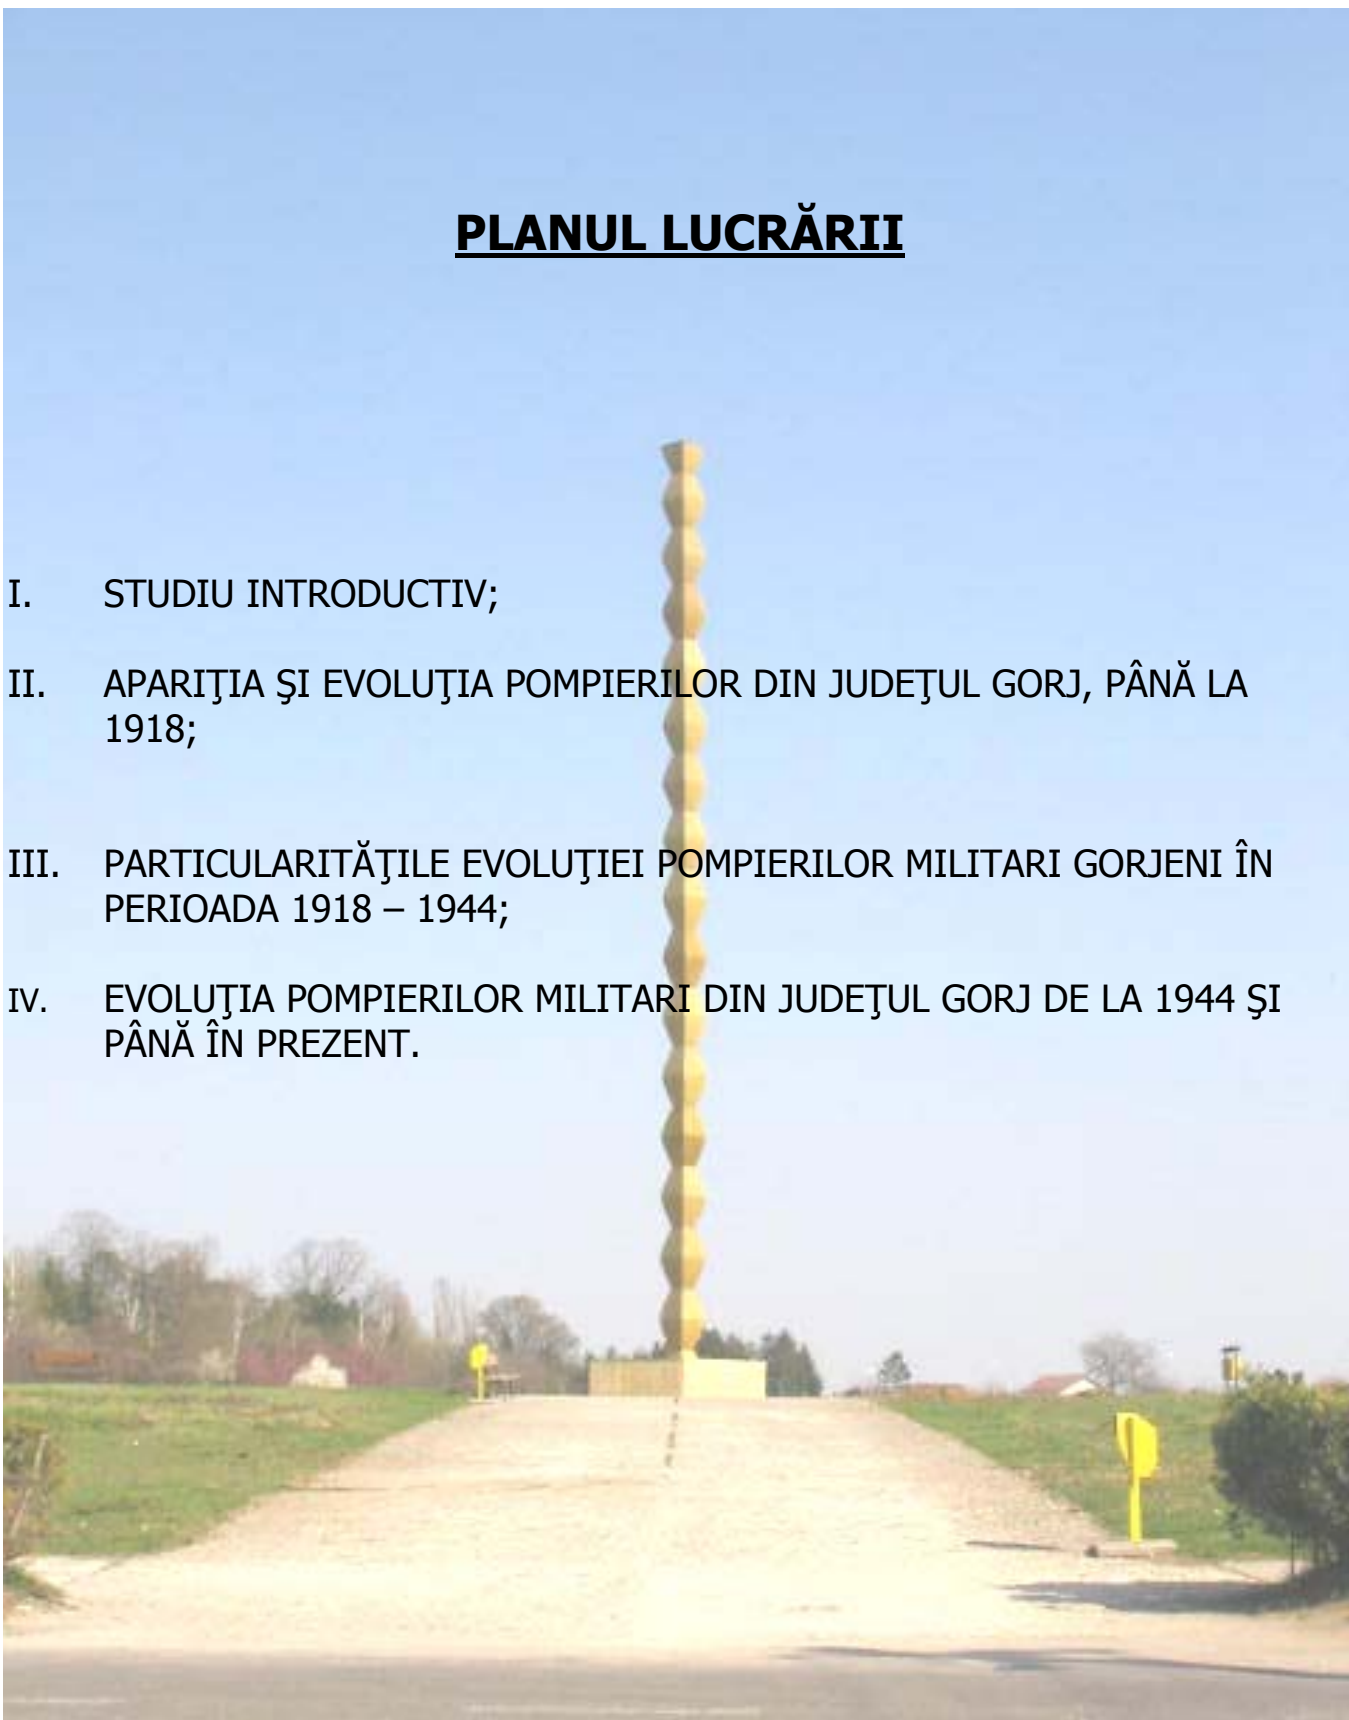 PLANUL LUCRĂRII
I. STUDIU INTRODUCTIV;
II. APARIŢIA ŞI EVOLUŢIA POMPIERILOR DIN JUDEŢUL GORJ, PÂNĂ LA
1918;
III. PARTICULARITĂŢILE EVOLUŢIEI POMPIERILOR MILITARI GORJENI ÎN
PERIOADA 1918 – 1944;
IV. EVOLUŢIA POMPIERILOR MILITARI DIN JUDEŢUL GORJ DE LA 1944 ŞI
PÂNĂ ÎN PREZENT.